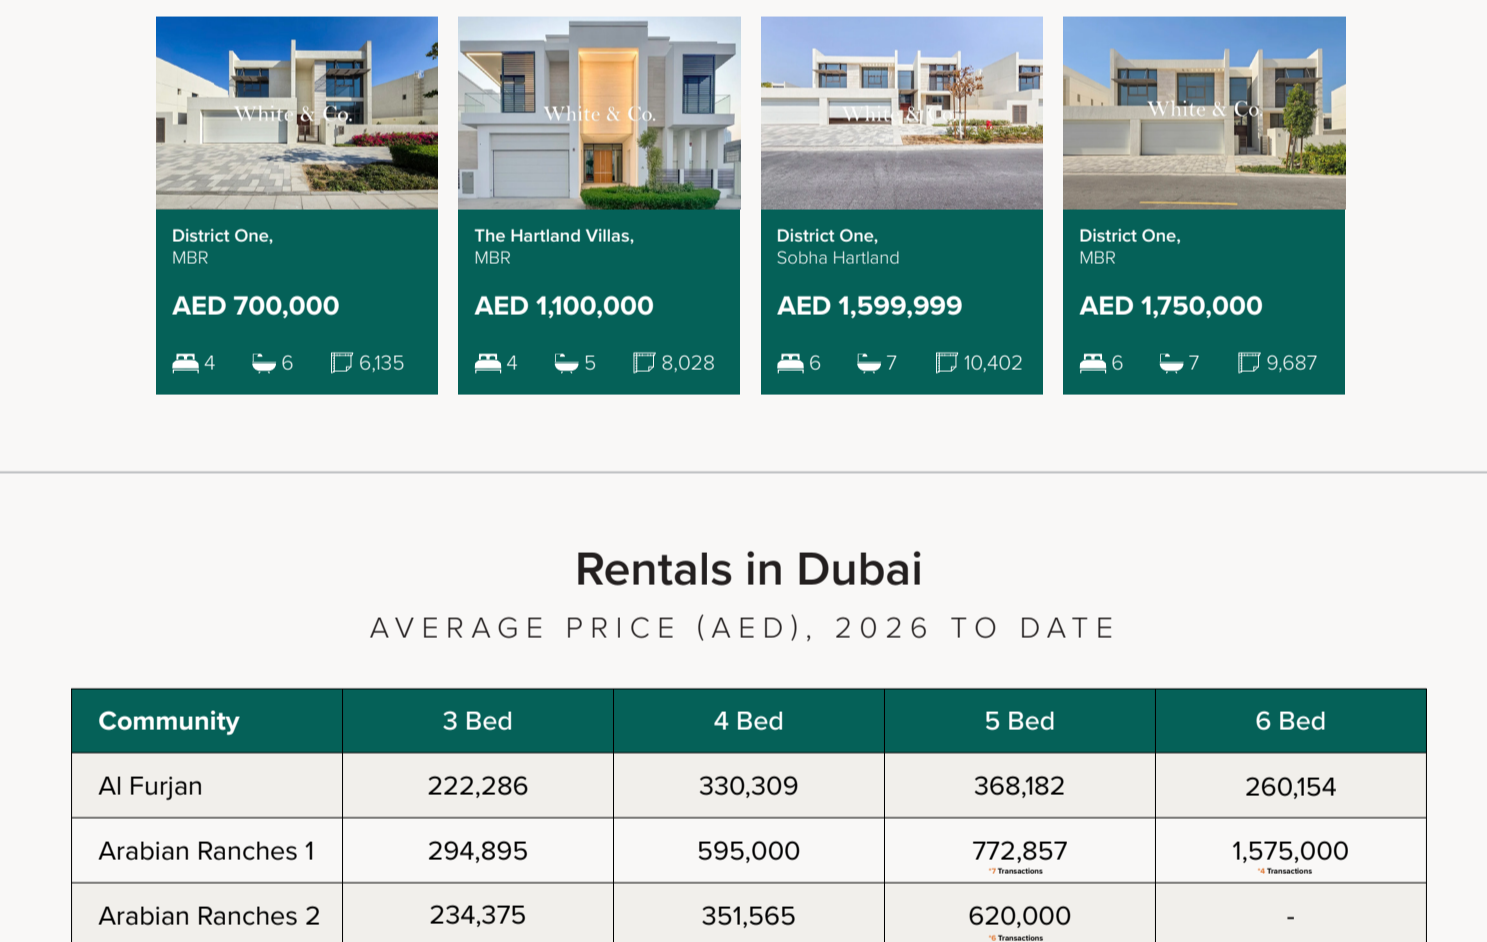 White & Co.
White & Co.
White & Co.
White & Co.
District One,
MBR
AED 700,000
4 6 6,135
The Hartland Villas,
MBR
AED 1,100,000
4 5 8,028
District One,
Sobha Hartland
AED 1,599,999
6 7 10,402
District One,
MBR
AED 1,750,000
6 7 9,687
Rentals in Dubai
AVERAGE PRICE (AED), 2026 TO DATE
Community 3 Bed 4 Bed 5 Bed 6 Bed
Al Furjan 222,286 330,309 368,182 260,154
Arabian Ranches 1 294,895 595,000 772,857 1,575,000
*7 Transactions *4 Transactions
Arabian Ranches 2 234,375 351,565 620,000 -
*6 Transactions